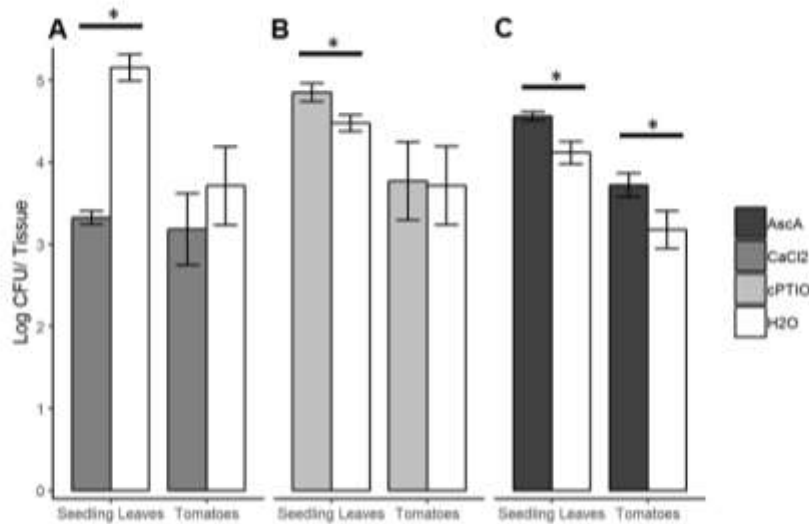 A
B
C
*
*
*
*
Log CFU/ Tissue
5
4
3
2
1
0
Seedling Leaves Tomatoes
Seedling Leaves Tomatoes
Seedling Leaves Tomatoes
AscA
CaCl2
cPTIO
H2O